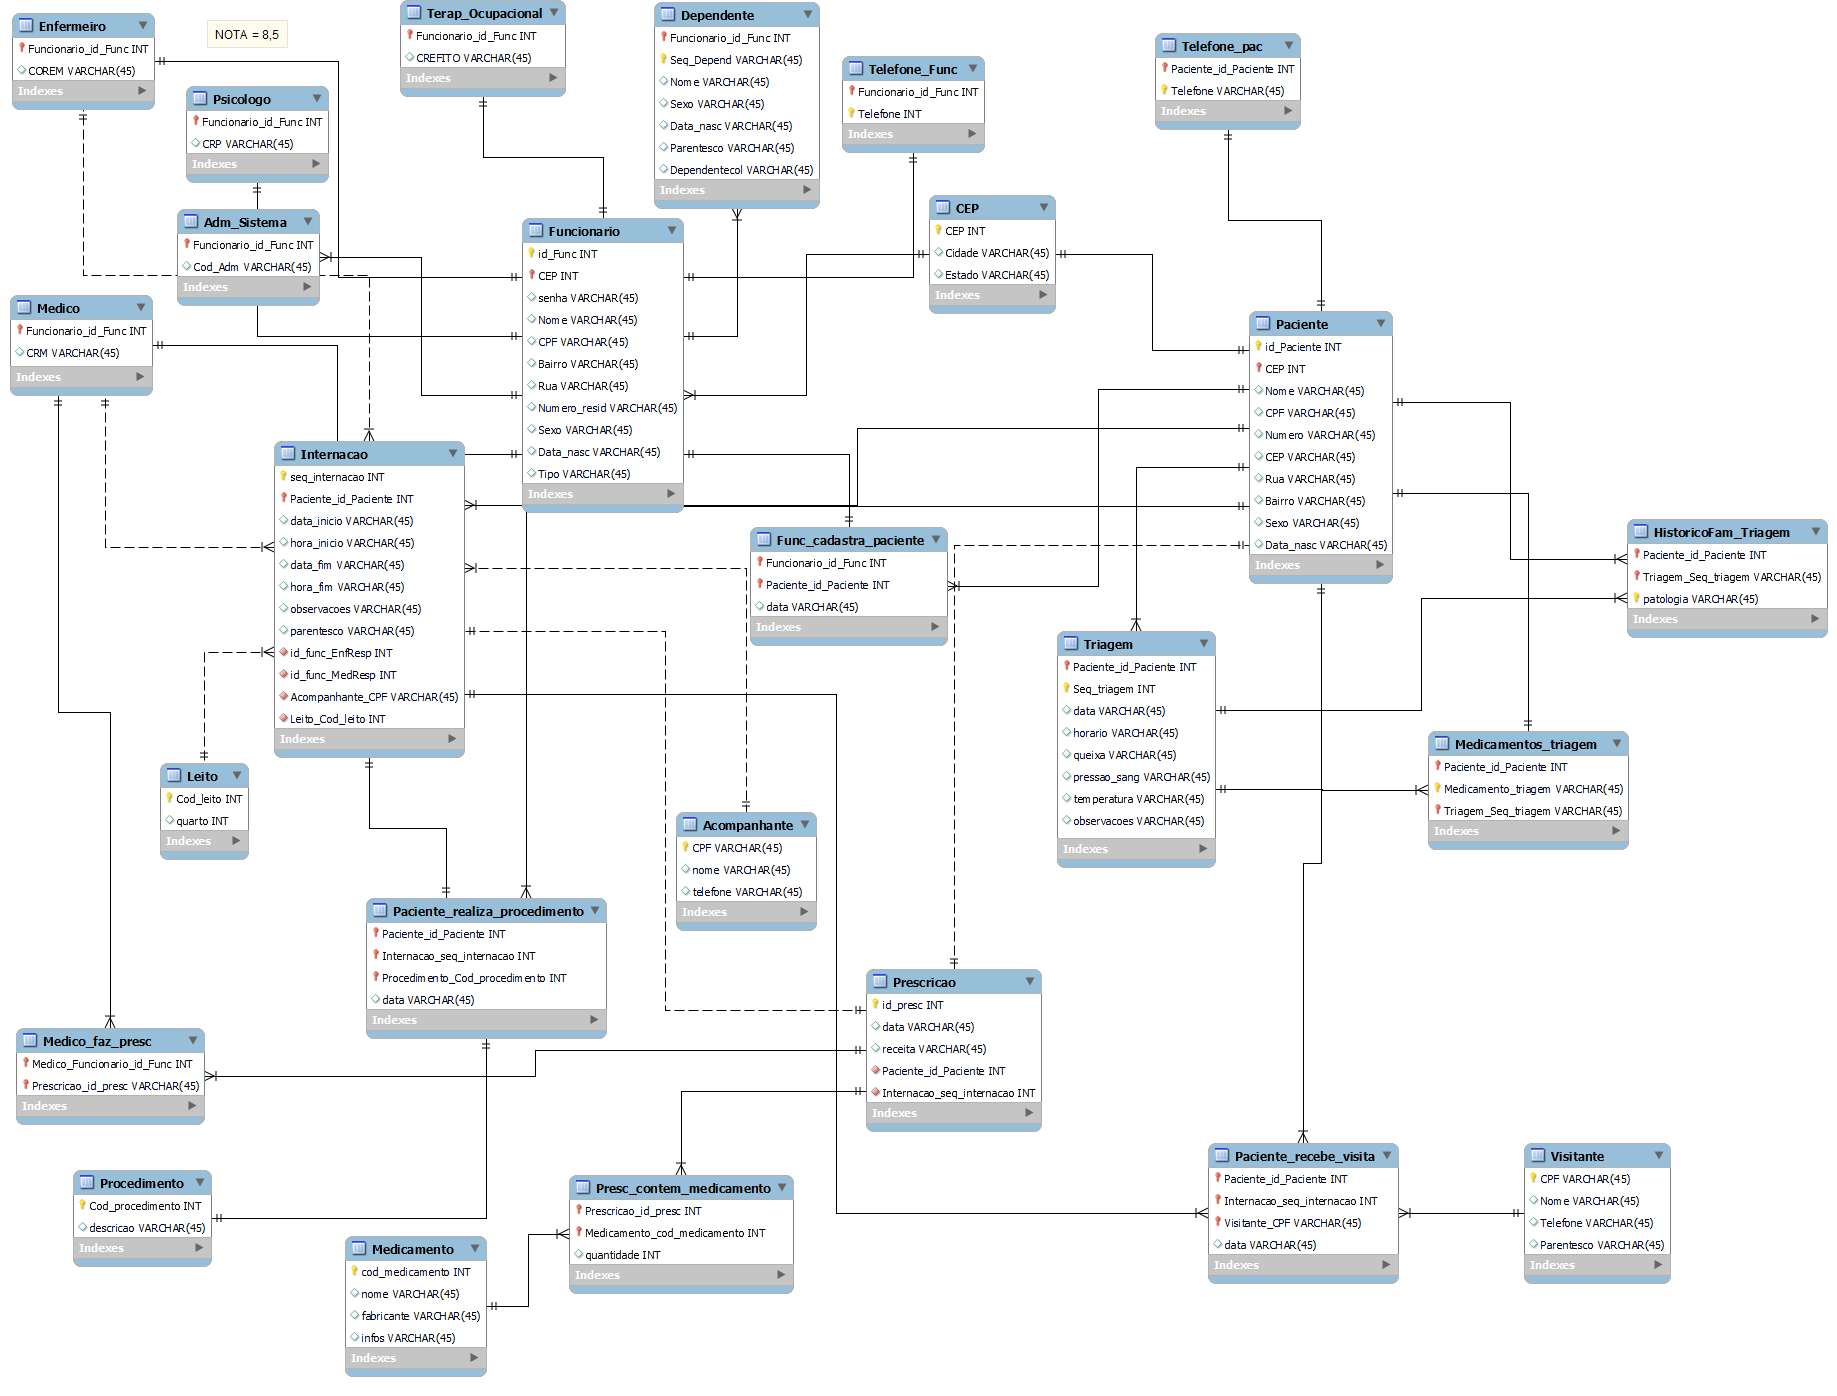 Enfermeiro
Funcionario_id_Func INT
COREM VARCHAR(45)
Indexes
NOTA = 8,5
Psicologo
Funcionario_id_Func INT
CRP VARCHAR(45)
Indexes
Adm_Sistema
Funcionario_id_Func INT
Cod_Adm VARCHAR(45)
Indexes
Medico
Funcionario_id_Func INT
CRM VARCHAR(45)
Indexes
Terap_Ocupacional
Funcionario_id_Func INT
CREFITO VARCHAR(45)
Indexes
Dependente
Funcionario_id_Func INT
Seq_Depend VARCHAR(45)
Nome VARCHAR(45)
Sexo VARCHAR(45)
Data_nasc VARCHAR(45)
Parentesco VARCHAR(45)
Dependentecol VARCHAR(45)
Indexes
Telefone_Func
Funcionario_id_Func INT
Telefone INT
Indexes
Telefone_pac
Paciente_id_Paciente INT
Telefone VARCHAR(45)
Indexes
CEP
CEP INT
Cidade VARCHAR(45)
Estado VARCHAR(45)
Indexes
Funcionario
id_Func INT
CEP INT
senha VARCHAR(45)
Nome VARCHAR(45)
CPF VARCHAR(45)
Bairro VARCHAR(45)
Rua VARCHAR(45)
Numero_resid VARCHAR(45)
Sexo VARCHAR(45)
Data_nasc VARCHAR(45)
Tipo VARCHAR(45)
Indexes
Paciente
id_Paciente INT
CEP INT
Nome VARCHAR(45)
CPF VARCHAR(45)
Numero VARCHAR(45)
CEP VARCHAR(45)
Rua VARCHAR(45)
Bairro VARCHAR(45)
Sexo VARCHAR(45)
Data_nasc VARCHAR(45)
Indexes
Internacao
seq_internacao INT
Paciente_id_Paciente INT
data_inicio VARCHAR(45)
hora_inicio VARCHAR(45)
data_fim VARCHAR(45)
hora_fim VARCHAR(45)
observacoes VARCHAR(45)
parentesco VARCHAR(45)
id_func_EnfResp INT
id_func_MedResp INT
Acompanhante_CPF VARCHAR(45)
Leito_Cod_leito INT
Indexes
Func_cadastra_paciente
Funcionario_id_Func INT
Paciente_id_Paciente INT
data VARCHAR(45)
Indexes
HistoricoFam_Triagem
Paciente_id_Paciente INT
Triagem_Seq_triagem VARCHAR(45)
patologia VARCHAR(45)
Indexes
Triagem
Paciente_id_Paciente INT
Seq_triagem INT
data VARCHAR(45)
horario VARCHAR(45)
queixa VARCHAR(45)
pressao_sang VARCHAR(45)
temperatura VARCHAR(45)
observacoes VARCHAR(45)
Indexes
Medicamentos_triagem
Paciente_id_Paciente INT
Medicamento_triagem VARCHAR(45)
Triagem_Seq_triagem VARCHAR(45)
Indexes
Leito
Cod_leito INT
quarto INT
Indexes
Acompanhante
CPF VARCHAR(45)
nome VARCHAR(45)
telefone VARCHAR(45)
Indexes
Paciente_realiza_procedimento
Paciente_id_Paciente INT
Internacao_seq_internacao INT
Procedimento_Cod_procedimento INT
data VARCHAR(45)
Indexes
Prescricao
id_presc INT
data VARCHAR(45)
receita VARCHAR(45)
Paciente_id_Paciente INT
Internacao_seq_internacao INT
Indexes
Medico_faz_presc
Medico_Funcionario_id_Func INT
Prescricao_id_presc VARCHAR(45)
Indexes
Procedimento
Cod_procedimento INT
descricao VARCHAR(45)
Indexes
Medicamento
cod_medicamento INT
nome VARCHAR(45)
fabricante VARCHAR(45)
infos VARCHAR(45)
Indexes
Presc_contem_medicamento
Prescricao_id_presc INT
Medicamento_cod_medicamento INT
quantidade INT
Indexes
Paciente_recebe_visita
Paciente_id_Paciente INT
Internacao_seq_internacao INT
Visitante_CPF VARCHAR(45)
data VARCHAR(45)
Indexes
Visitante
CPF VARCHAR(45)
Nome VARCHAR(45)
Telefone VARCHAR(45)
Parentesco VARCHAR(45)
Indexes